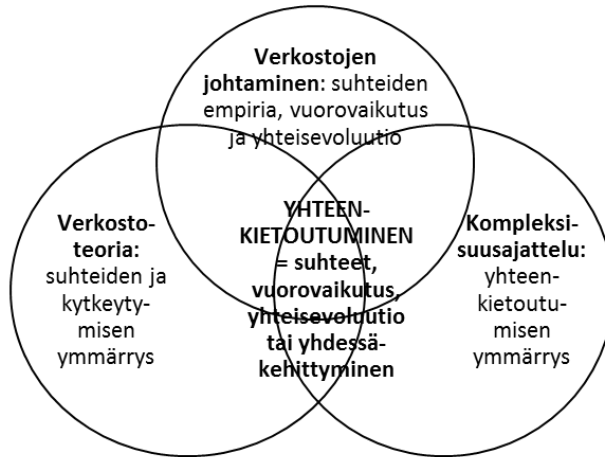 Verkostojen
johtaminen: suhteiden
empiria, vuorovaikutus
ja yhteisevoluutio
Verkosto-
teoria:
suhteiden ja
kytkeyty-
misen
ymmärrys
YHTEEN-
KIETOUTUMINEN
= suhteet,
vuorovaikutus,
yhteisevoluutio
tai yhdessä-
kehittyminen
Kompleksi-
suusajattelu:
yhteen-
kietoutu-
misen
ymmärrys